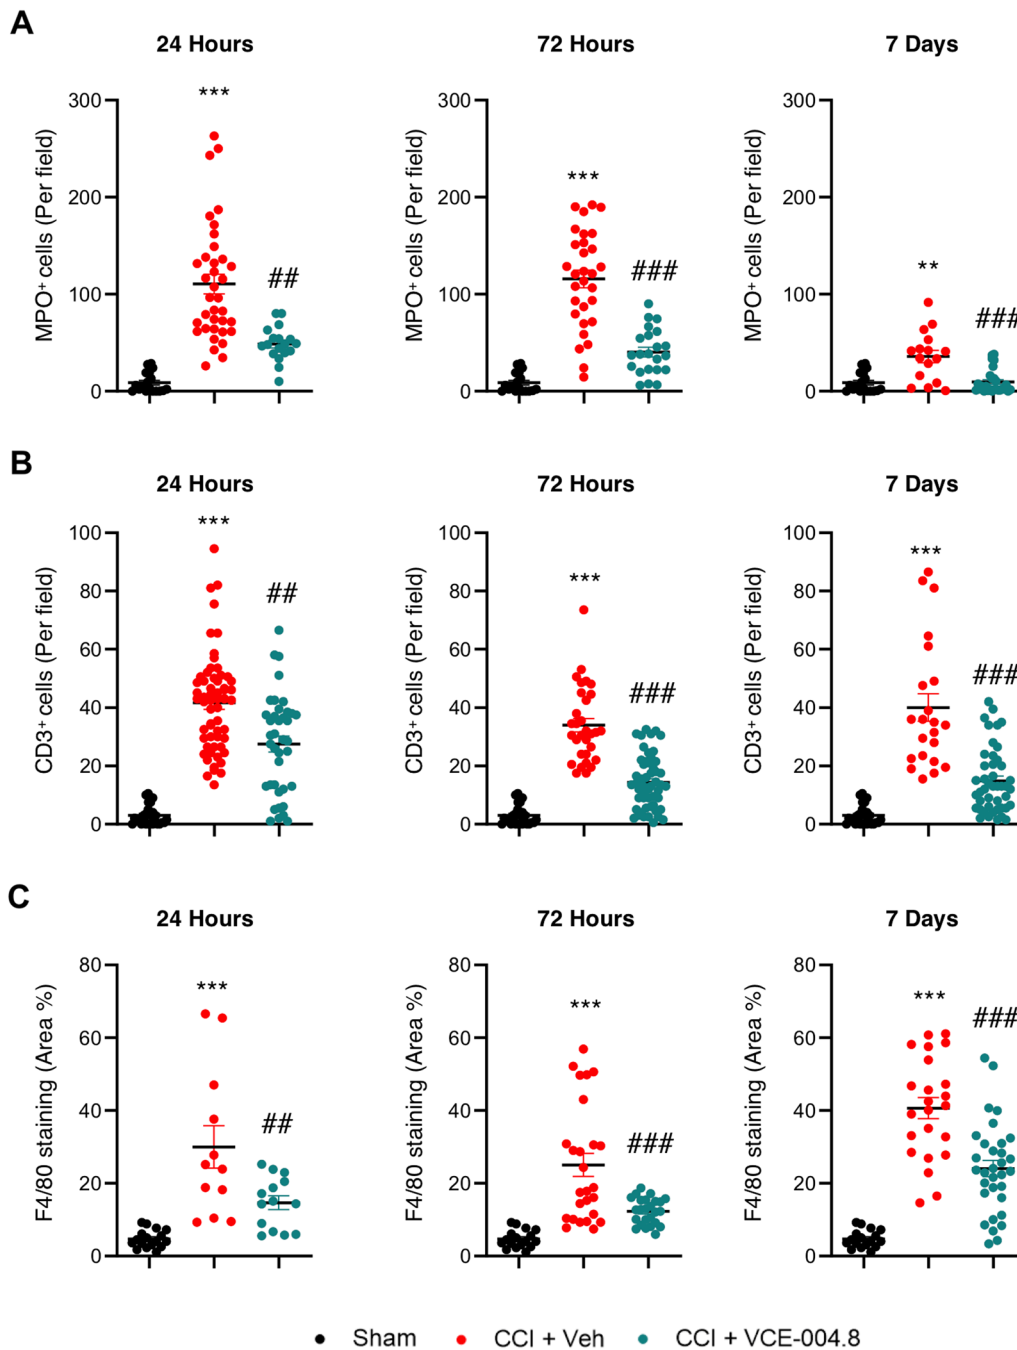 A
24 Hours
72 Hours
7 Days
MPO⁺ cells (Per field)
300
200
100
0
***
##
MPO⁺ cells (Per field)
300
200
100
0
***
###
MPO⁺ cells (Per field)
300
200
100
0
**
###
B
24 Hours
72 Hours
7 Days
CD3⁺ cells (Per field)
100
80
60
40
20
0
***
##
CD3⁺ cells (Per field)
100
80
60
40
20
0
***
###
CD3⁺ cells (Per field)
100
80
60
40
20
0
***
###
C
24 Hours
72 Hours
7 Days
F4/80 staining (Area %)
80
60
40
20
0
***
##
F4/80 staining (Area %)
80
60
40
20
0
***
###
F4/80 staining (Area %)
80
60
40
20
0
***
###
Sham
CCI + Veh
CCI + VCE-004.8